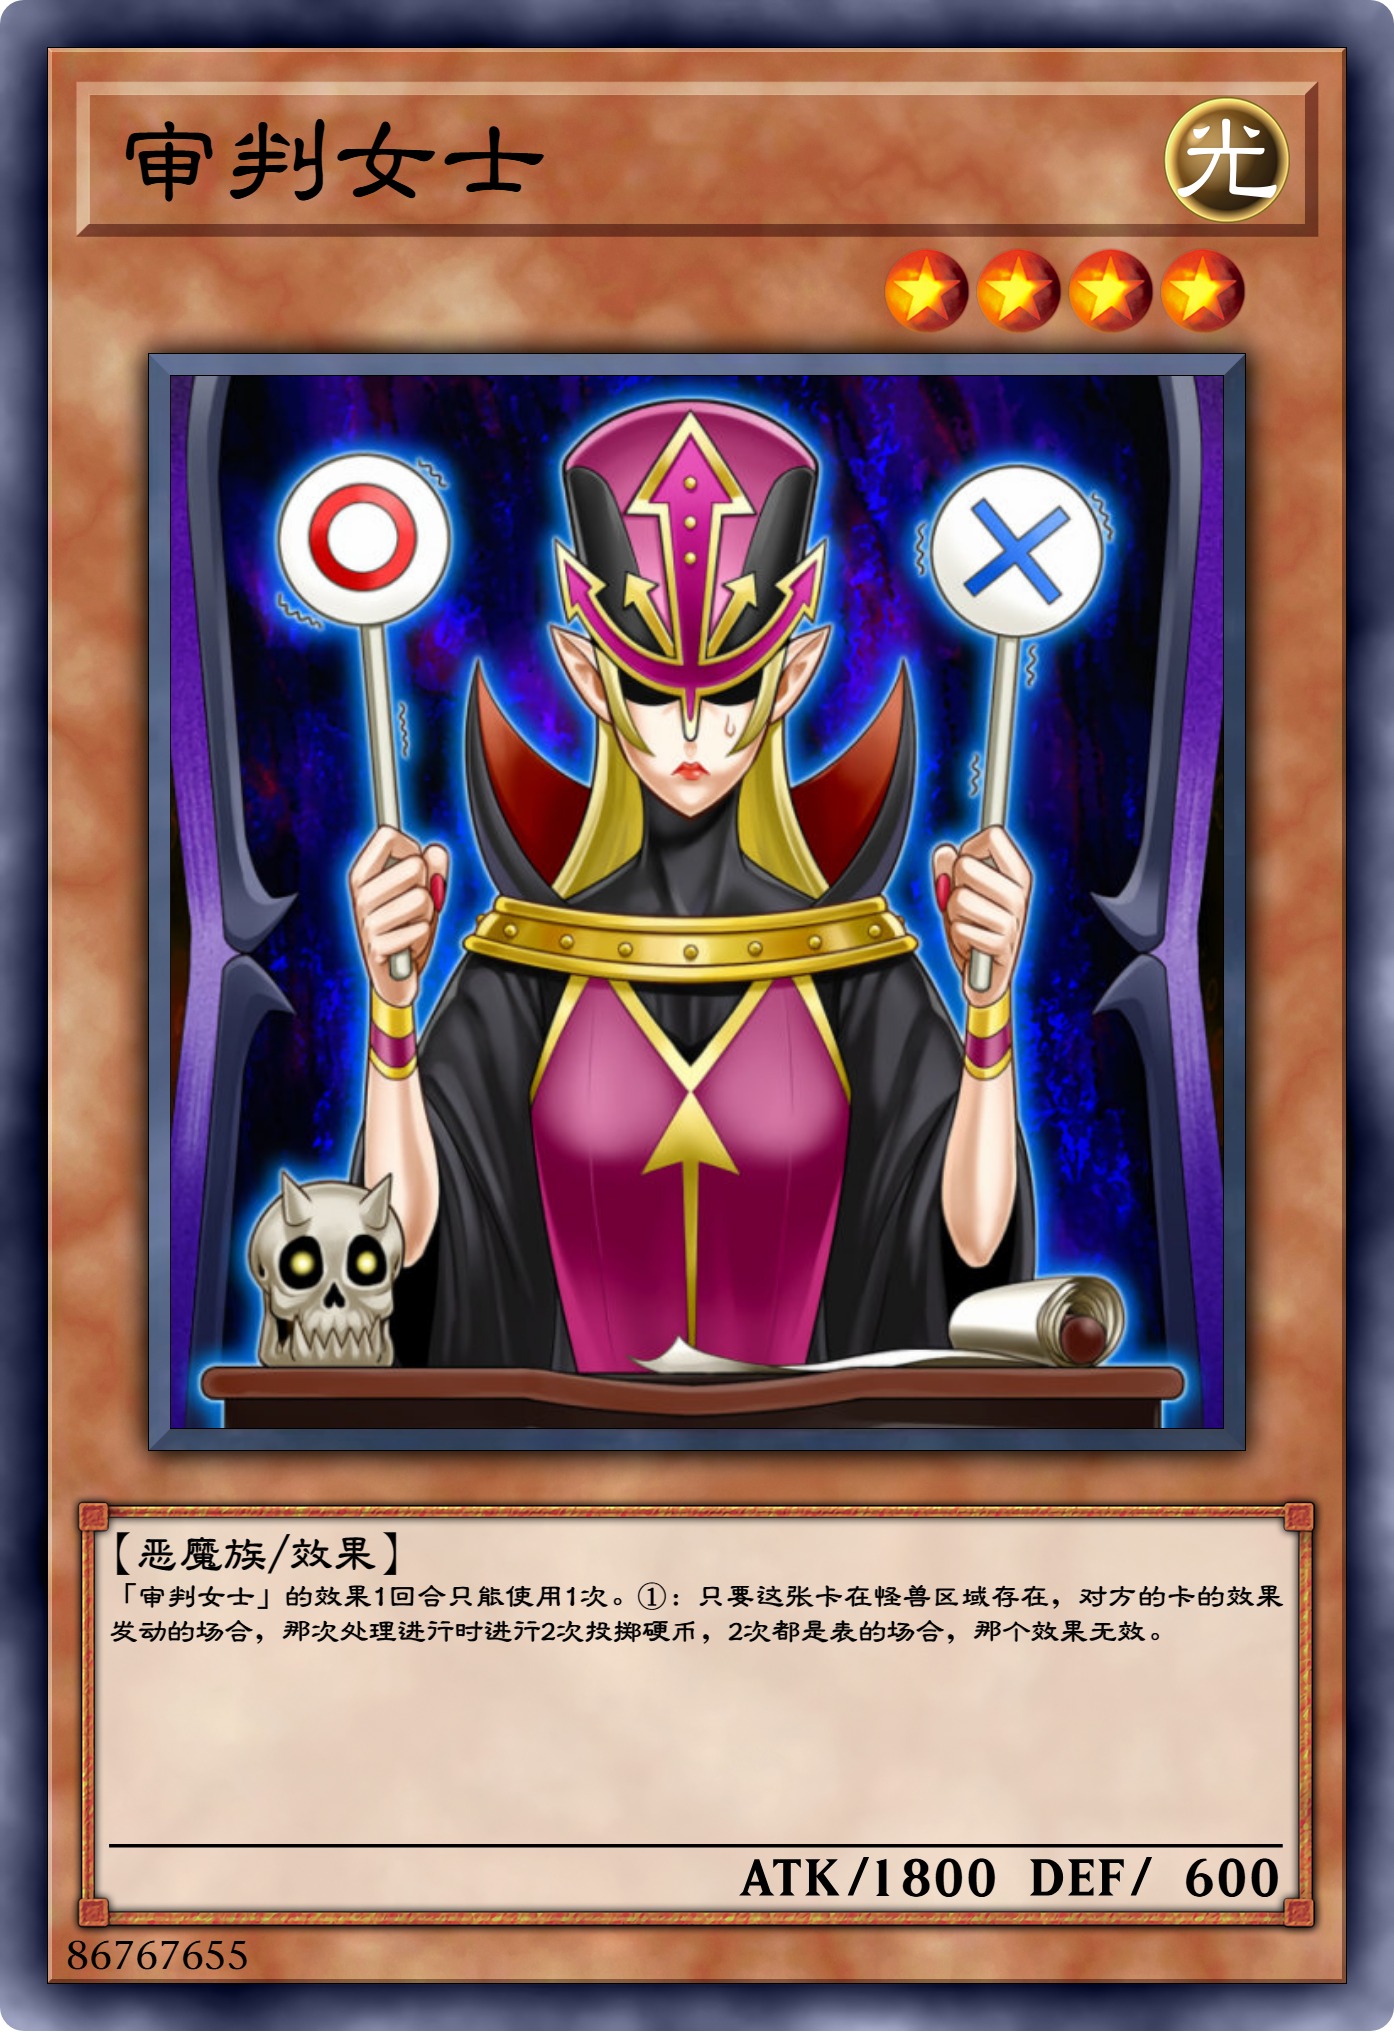 审判女士
光
【恶魔族/效果】
「审判女士」的效果1回合只能使用1次。①：只要这张卡在怪兽区域存在，对方的卡的效果
发动的场合，那次处理进行时进行2次投掷硬币，2次都是表的场合，那个效果无效。
ATK/1800 DEF/ 600
86767655